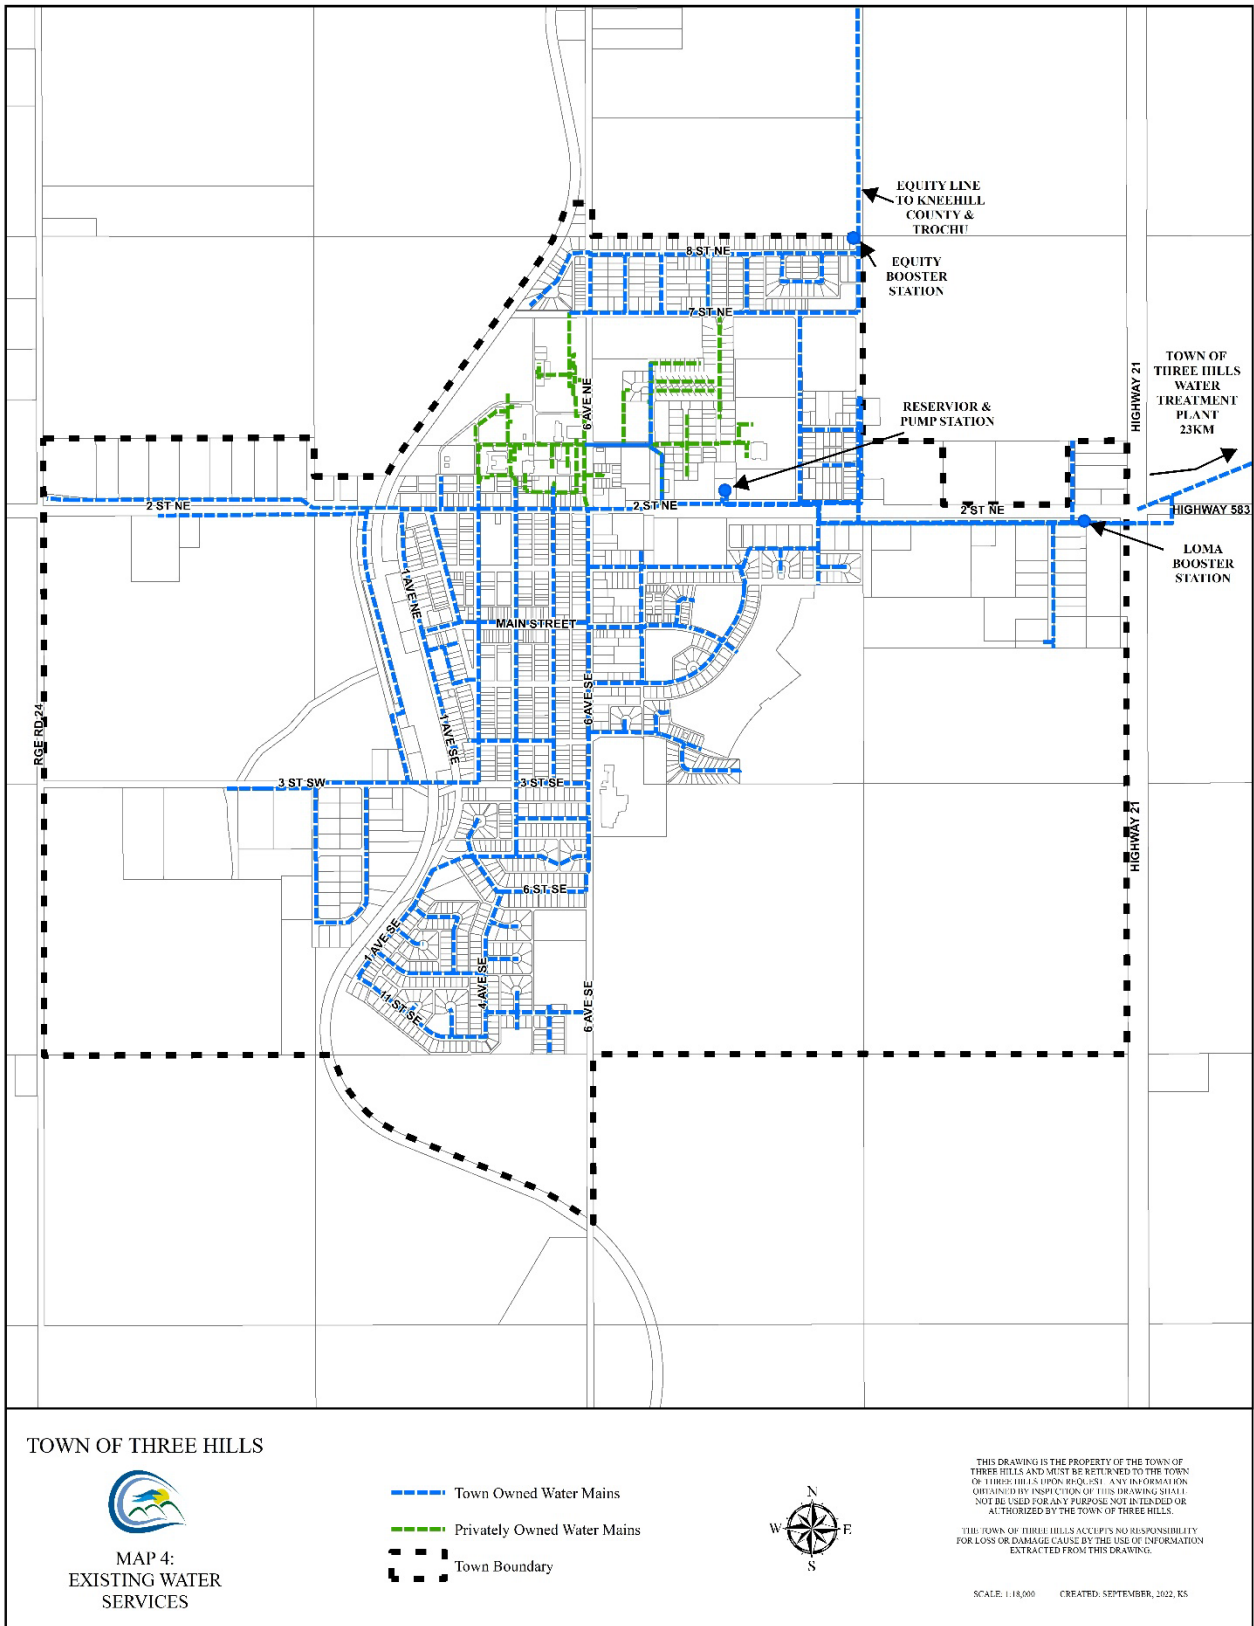 EQUITY LINE
TO KNEEHILL
COUNTY &
TROCHU
8 ST NE
EQUITY
BOOSTER
STATION
7 ST NE
TOWN OF
THREE HILLS
WATER
TREATMENT
PLANT
23KM
HIGHWAY 21
6 AVE NE
RESERVIOR &
PUMP STATION
2 ST NE
2 ST NE
2 ST NE
HIGHWAY 583
LOMA
BOOSTER
STATION
1 AVE NE
MAIN STREET
6 AVE SE
RGE RD 24
1 AVE SE
3 ST SW
3 ST SE
HIGHWAY 21
6 ST SE
1 AVE SE
4 AVE SE
11 ST SE
6 AVE SE
TOWN OF THREE HILLS
MAP 4:
EXISTING WATER
SERVICES
Town Owned Water Mains
Privately Owned Water Mains
Town Boundary
N
W E
S
THIS DRAWING IS THE PROPERTY OF THE TOWN OF
THREE HILLS AND MUST BE RETURNED TO THE TOWN
OF THREE HILLS UPON REQUEST. ANY INFORMATION
OBTAINED BY INSPECTION OF THIS DRAWING SHALL
NOT BE USED FOR ANY PURPOSE NOT INTENDED OR
AUTHORIZED BY THE TOWN OF THREE HILLS.
THE TOWN OF THREE HILLS ACCEPTS NO RESPONSIBILITY
FOR LOSS OR DAMAGE CAUSE BY THE USE OF INFORMATION
EXTRACTED FROM THIS DRAWING.
SCALE: 1:18,000 CREATED: SEPTEMBER, 2022, KS